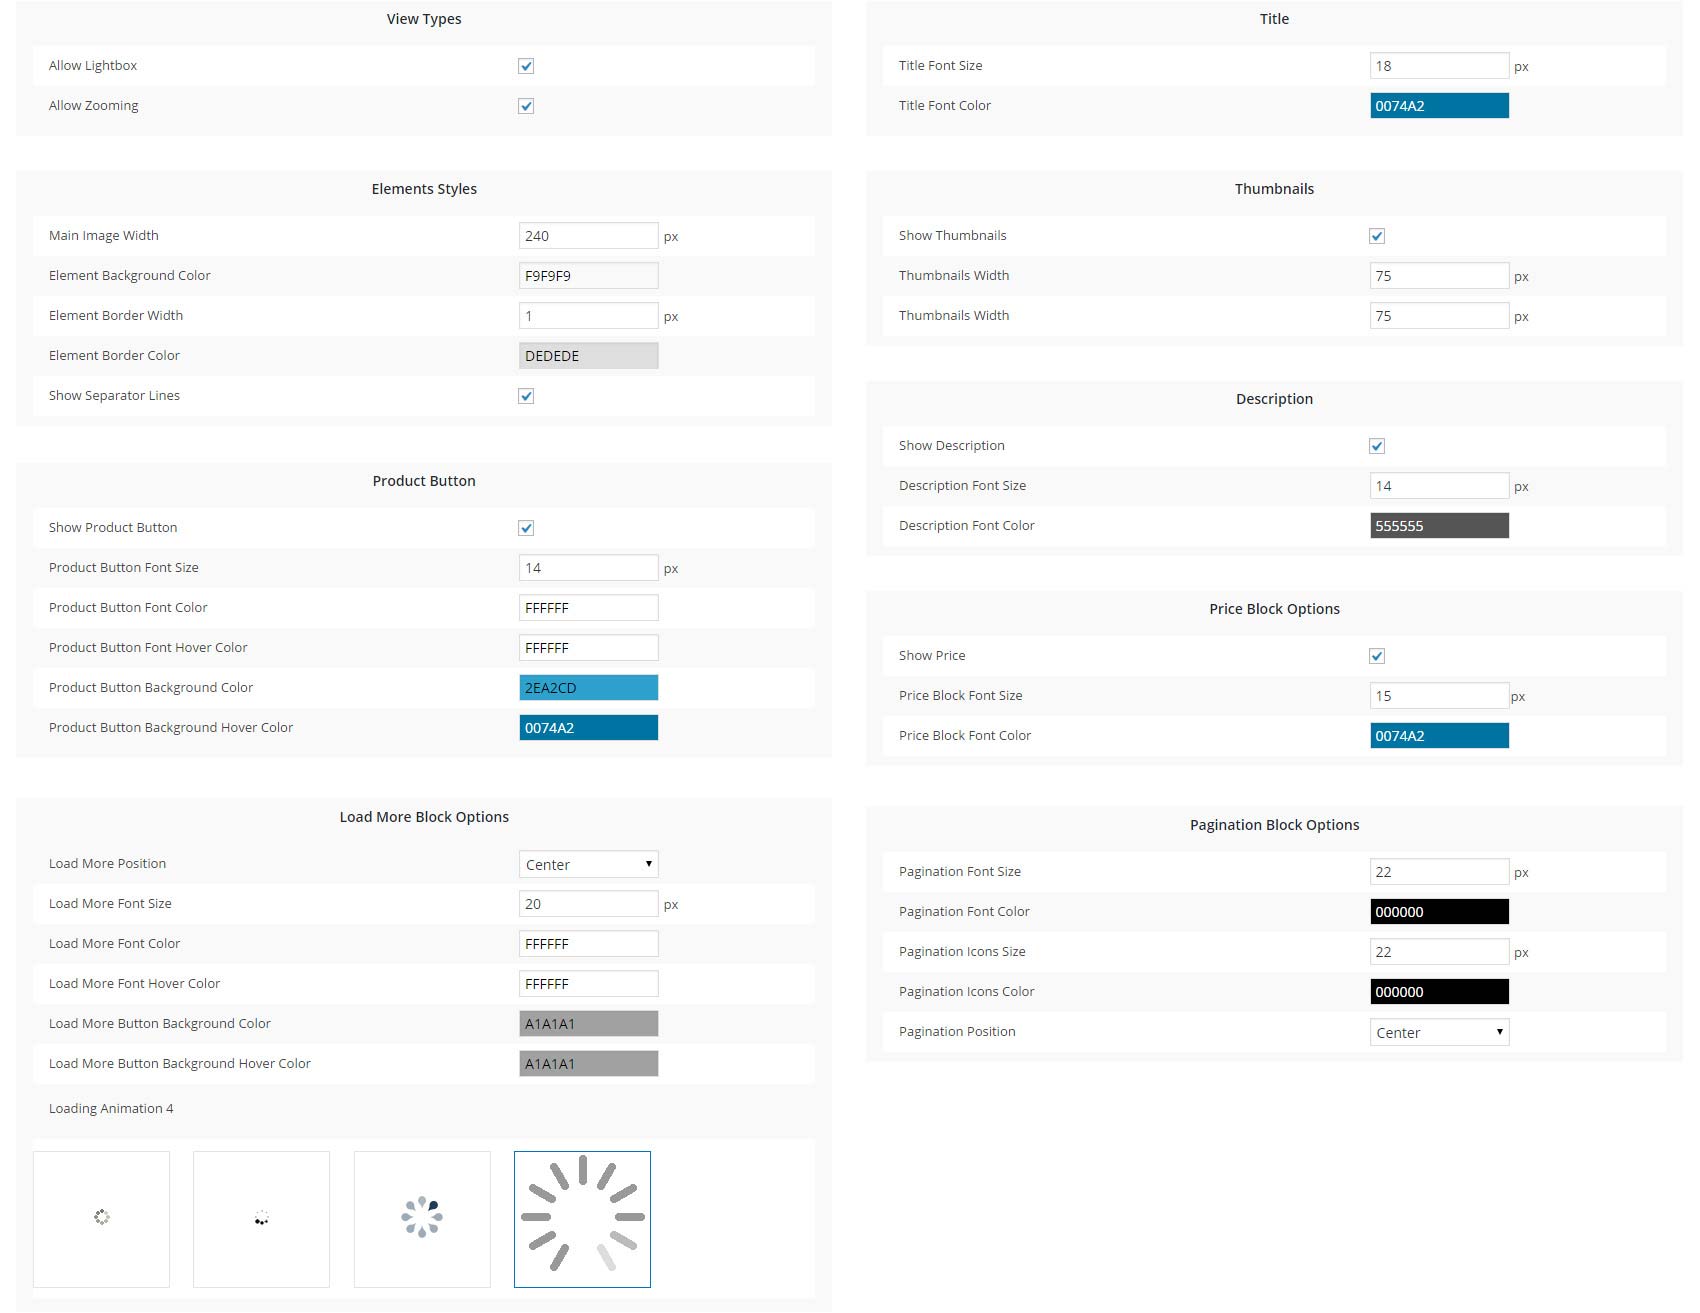 View Types
Allow Lightbox
Allow Zooming
Elements Styles
Main Image Width 240 px
Element Background Color F9F9F9
Element Border Width 1 px
Element Border Color DEDEDE
Show Separator Lines
Product Button
Show Product Button
Product Button Font Size 14 px
Product Button Font Color FFFFFF
Product Button Font Hover Color FFFFFF
Product Button Background Color 2EA2CD
Product Button Background Hover Color 0074A2
Load More Block Options
Load More Position Center
Load More Font Size 20 px
Load More Font Color FFFFFF
Load More Font Hover Color FFFFFF
Load More Button Background Color A1A1A1
Load More Button Background Hover Color A1A1A1
Loading Animation 4
Title
Title Font Size 18 px
Title Font Color 0074A2
Thumbnails
Show Thumbnails
Thumbnails Width 75 px
Thumbnails Width 75 px
Description
Show Description
Description Font Size 14 px
Description Font Color 555555
Price Block Options
Show Price
Price Block Font Size 15 px
Price Block Font Color 0074A2
Pagination Block Options
Pagination Font Size 22 px
Pagination Font Color 000000
Pagination Icons Size 22 px
Pagination Icons Color 000000
Pagination Position Center